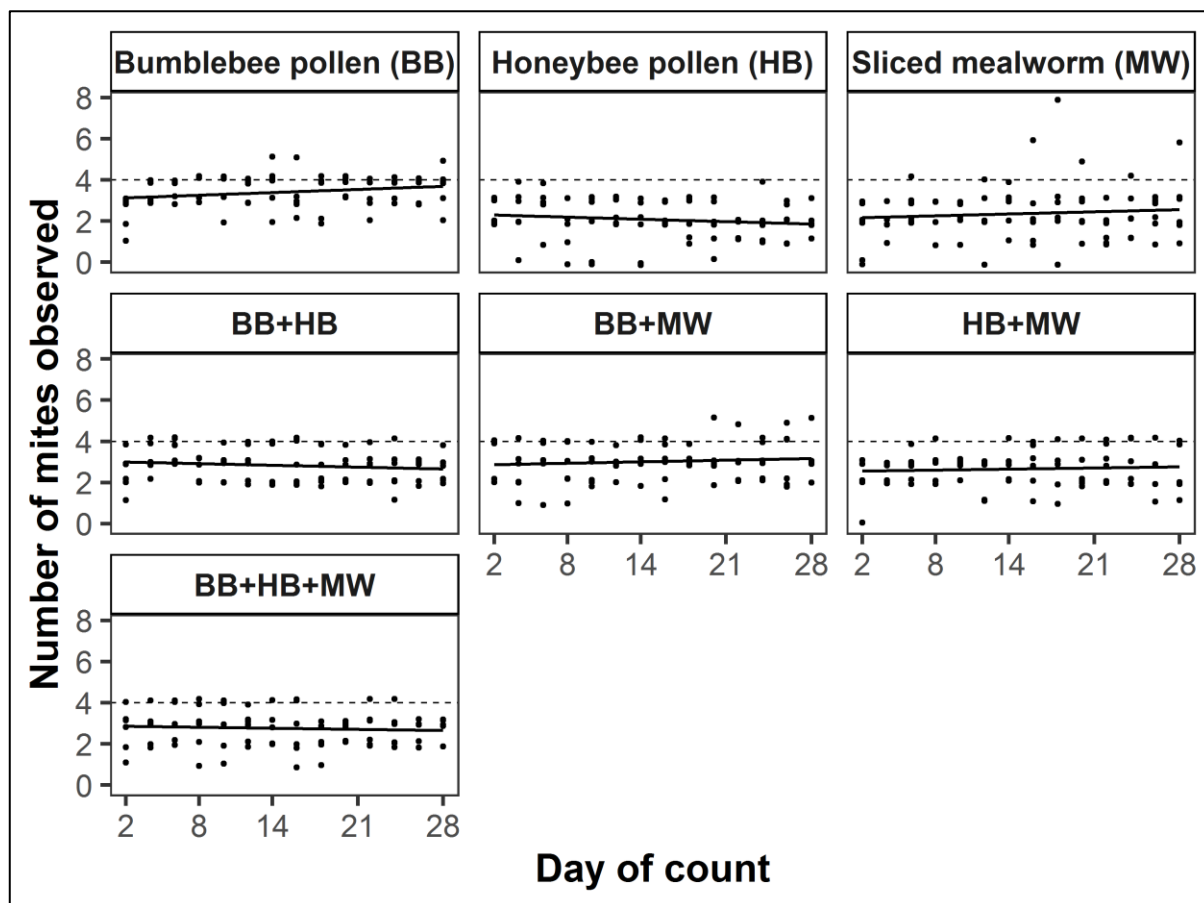 Bumblebee pollen (BB)
Honeybee pollen (HB)
Sliced mealworm (MW)
8
6
4
2
0
BB+HB
BB+MW
HB+MW
8
6
4
2
0
2 8 14 21 28
2 8 14 21 28
BB+HB+MW
8
6
4
2
0
2 8 14 21 28
Number of mites observed
Day of count